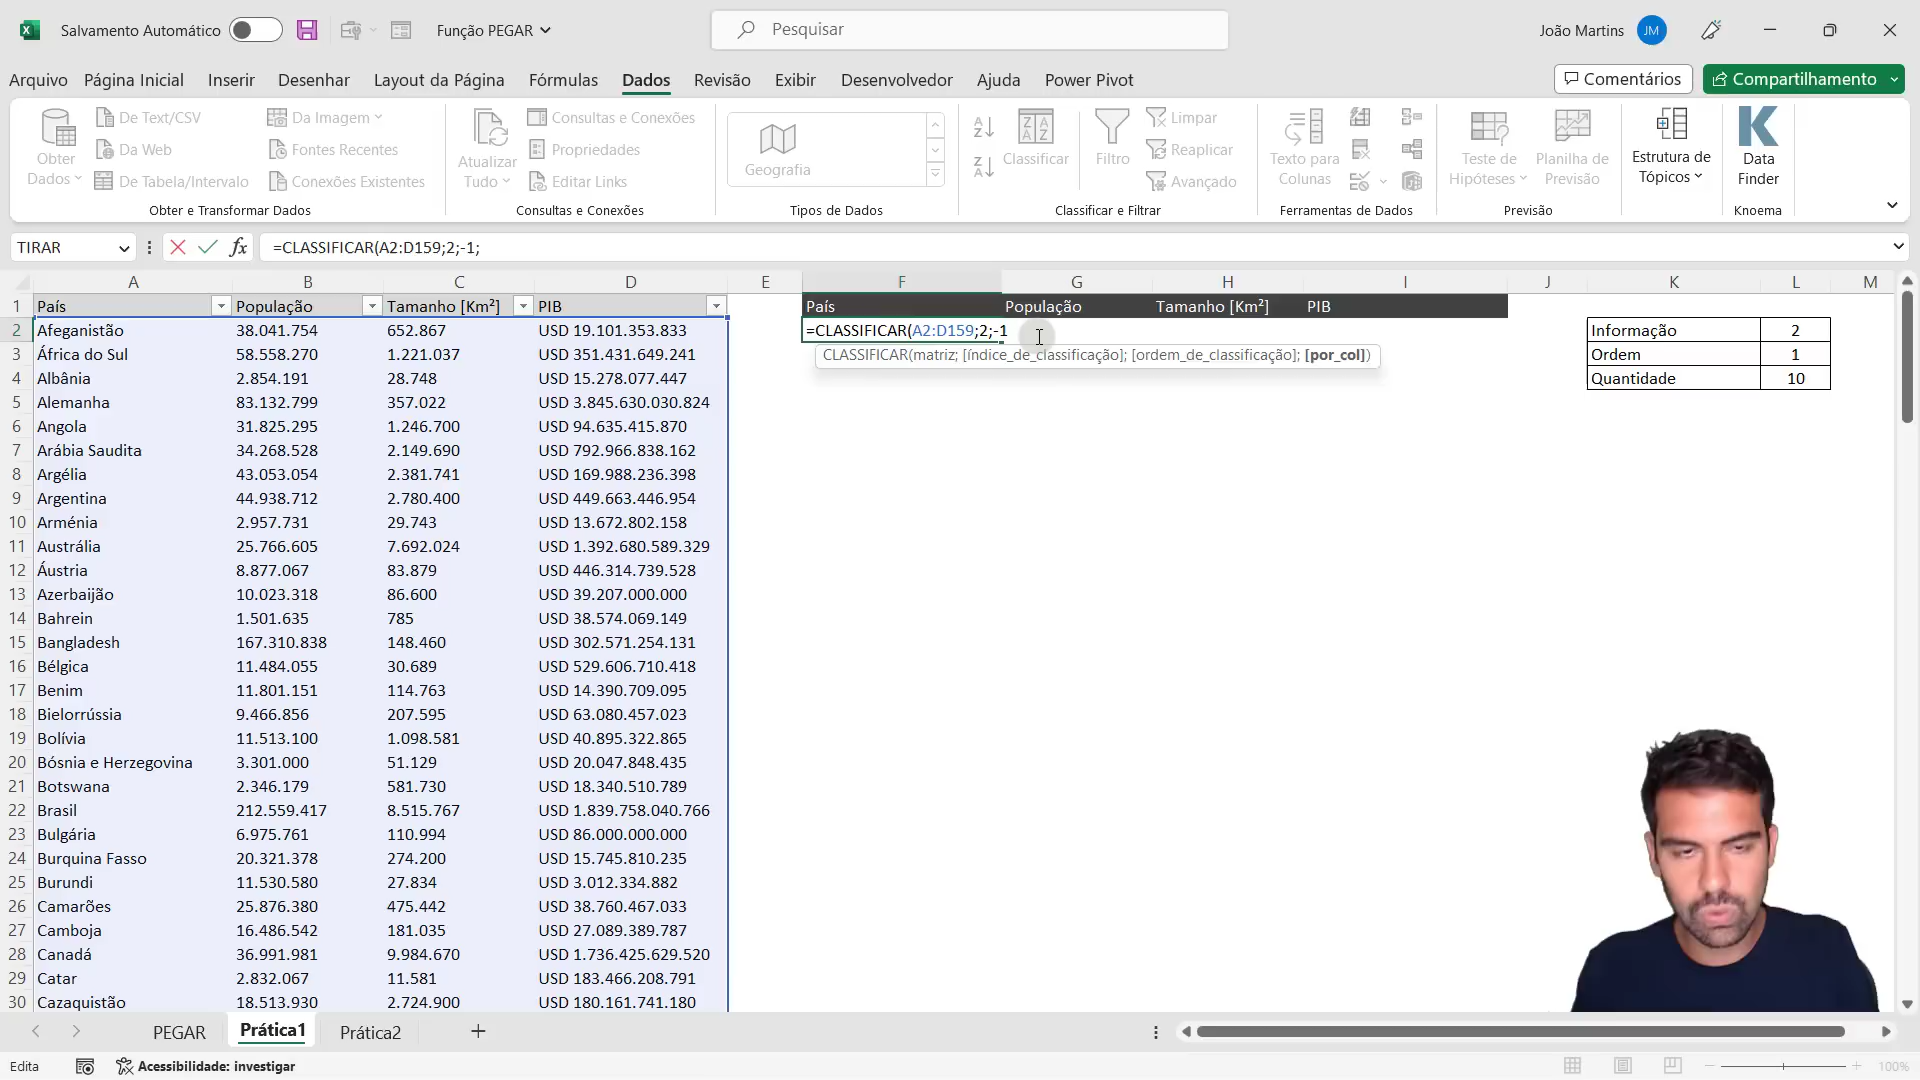 Salvamento Automático
Função PEGAR
Pesquisar
João Martins JM
Arquivo Página Inicial Inserir Desenhar Layout da Página Fórmulas Dados Revisão Exibir Desenvolvedor Ajuda Power Pivot
Comentários
Compartilhamento
Obter Dados
De Text/CSV
Da Web
De Tabela/Intervalo
Da Imagem
Fontes Recentes
Conexões Existentes
Obter e Transformar Dados
Atualizar Tudo
Consultas e Conexões
Propriedades
Editar Links
Consultas e Conexões
Geografia
Tipos de Dados
Classificar
Filtro
Limpar
Reaplicar
Avançado
Classificar e Filtrar
Texto para Colunas
Ferramentas de Dados
Teste de Hipóteses
Planilha de Previsão
Previsão
Estrutura de Tópicos
Data Finder
Knoema
TIRAR
fx
=CLASSIFICAR(A2:D159;2;-1;
A B C D E F G H I J K L M
1 País População Tamanho [Km²] PIB País População Tamanho [Km²] PIB
2 Afeganistão 38.041.754 652.867 USD 19.101.353.833 =CLASSIFICAR(A2:D159;2;-1 Informação 2
3 África do Sul 58.558.270 1.221.037 USD 351.431.649.241 CLASSIFICAR(matriz; [índice_de_classificação]; [ordem_de_classificação]; [por_col]) Ordem 1
4 Albânia 2.854.191 28.748 USD 15.278.077.447 Quantidade 10
5 Alemanha 83.132.799 357.022 USD 3.845.630.030.824
6 Angola 31.825.295 1.246.700 USD 94.635.415.870
7 Arábia Saudita 34.268.528 2.149.690 USD 792.966.838.162
8 Argélia 43.053.054 2.381.741 USD 169.988.236.398
9 Argentina 44.938.712 2.780.400 USD 449.663.446.954
10 Arménia 2.957.731 29.743 USD 13.672.802.158
11 Austrália 25.766.605 7.692.024 USD 1.392.680.589.329
12 Áustria 8.877.067 83.879 USD 446.314.739.528
13 Azerbaijão 10.023.318 86.600 USD 39.207.000.000
14 Bahrein 1.501.635 785 USD 38.574.069.149
15 Bangladesh 167.310.838 148.460 USD 302.571.254.131
16 Bélgica 11.484.055 30.689 USD 529.606.710.418
17 Benim 11.801.151 114.763 USD 14.390.709.095
18 Bielorrússia 9.466.856 207.595 USD 63.080.457.023
19 Bolívia 11.513.100 1.098.581 USD 40.895.322.865
20 Bósnia e Herzegovina 3.301.000 51.129 USD 20.047.848.435
21 Botswana 2.346.179 581.730 USD 18.340.510.789
22 Brasil 212.559.417 8.515.767 USD 1.839.758.040.766
23 Bulgária 6.975.761 110.994 USD 86.000.000.000
24 Burquina Fasso 20.321.378 274.200 USD 15.745.810.235
25 Burundi 11.530.580 27.834 USD 3.012.334.882
26 Camarões 25.876.380 475.442 USD 38.760.467.033
27 Camboja 16.486.542 181.035 USD 27.089.389.787
28 Canadá 36.991.981 9.984.670 USD 1.736.425.629.520
29 Catar 2.832.067 11.581 USD 183.466.208.791
30 Cazaquistão 18.513.930 2.724.900 USD 180.161.741.180
PEGAR Prática1 Prática2
Edita Acessibilidade: investigar 100%